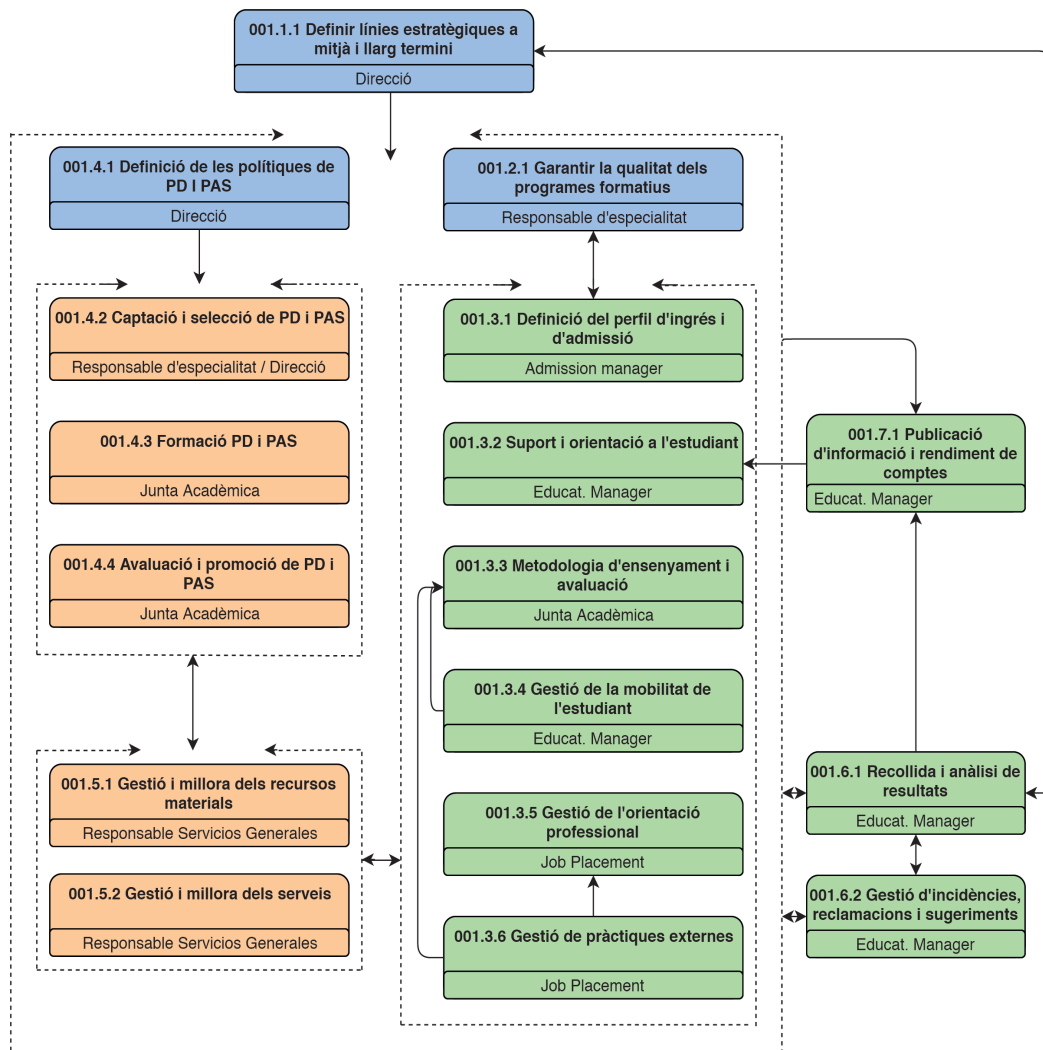 001.1.1 Definir línies estratègiques a
mitjà i llarg termini
Direcció
001.4.1 Definició de les polítiques de
PD I PAS
Direcció
001.2.1 Garantir la qualitat dels
programes formatius
Responsable d'especialitat
001.4.2 Captació i selecció de PD i PAS
Responsable d'especialitat / Direcció
001.4.3 Formació PD i PAS
Junta Acadèmica
001.4.4 Avaluació i promoció de PD i
PAS
Junta Acadèmica
001.5.1 Gestió i millora dels recursos
materials
Responsable Servicios Generales
001.5.2 Gestió i millora dels serveis
Responsable Servicios Generales
001.3.1 Definició del perfil d'ingrés i
d'admissió
Admission manager
001.3.2 Suport i orientació a l'estudiant
Educat. Manager
001.3.3 Metodologia d'ensenyament i
avaluació
Junta Acadèmica
001.3.4 Gestió de la mobilitat de
l'estudiant
Educat. Manager
001.3.5 Gestió de l'orientació
professional
Job Placement
001.3.6 Gestió de pràctiques externes
Job Placement
001.7.1 Publicació
d'informació i rendiment de
comptes
Educat. Manager
001.6.1 Recollida i anàlisi de
resultats
Educat. Manager
001.6.2 Gestió d'incidències,
reclamacions i sugeriments
Educat. Manager